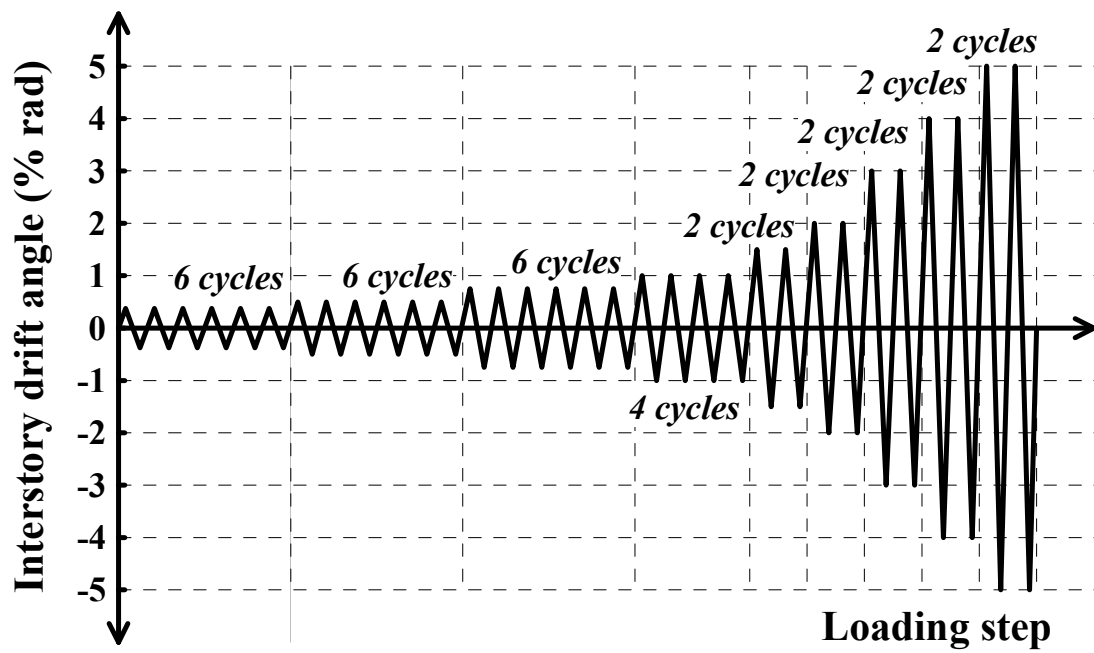 Interstory drift angle (% rad)
5
4
3
2
1
0
-1
-2
-3
-4
-5
6 cycles
6 cycles
6 cycles
4 cycles
2 cycles
2 cycles
2 cycles
2 cycles
2 cycles
Loading step